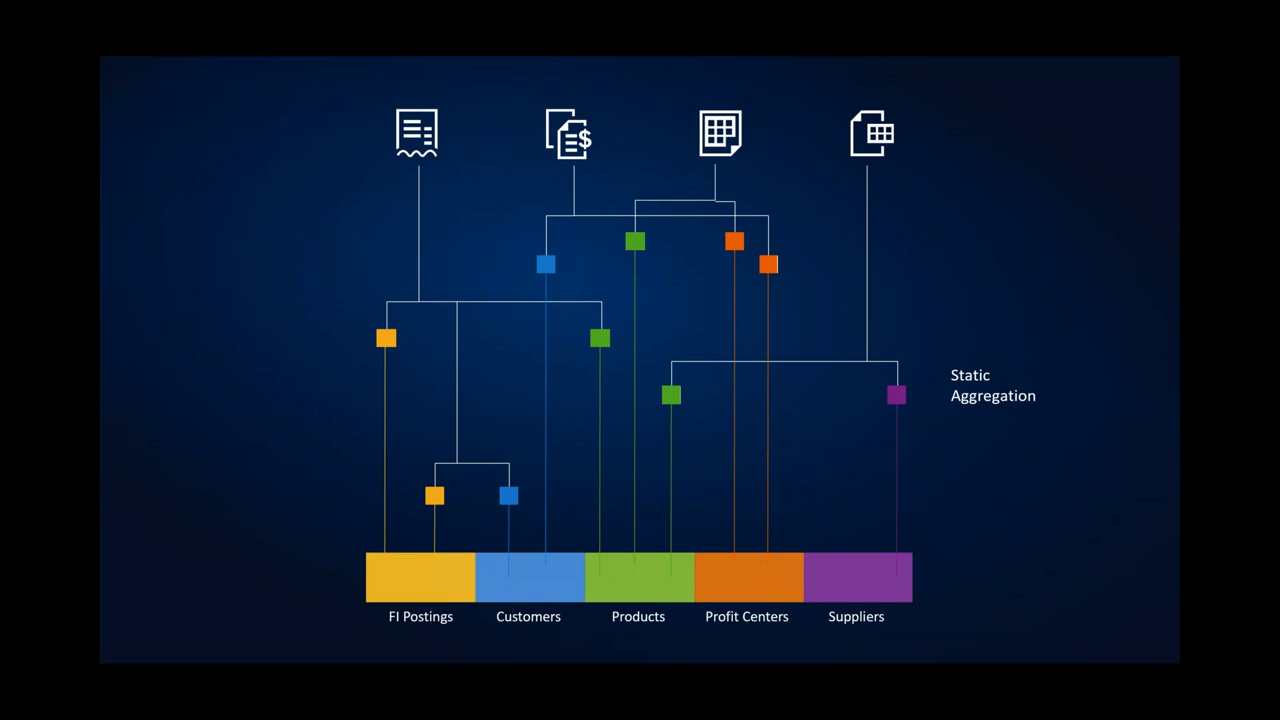 $
Static
Aggregation
FI Postings
Customers
Products
Profit Centers
Suppliers